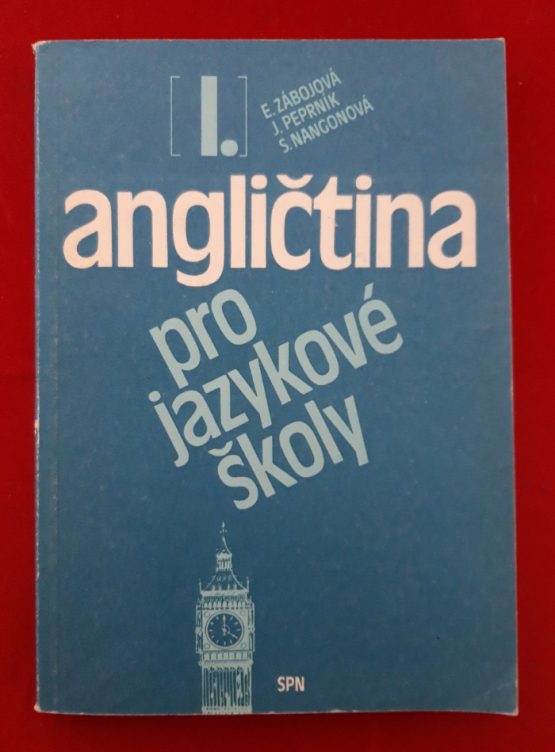 [I.]
E. ZÁBOJOVÁ
J. PEPRNÍK
S. NANGONOVÁ
angličtina
pro
jazykové
školy
SPN